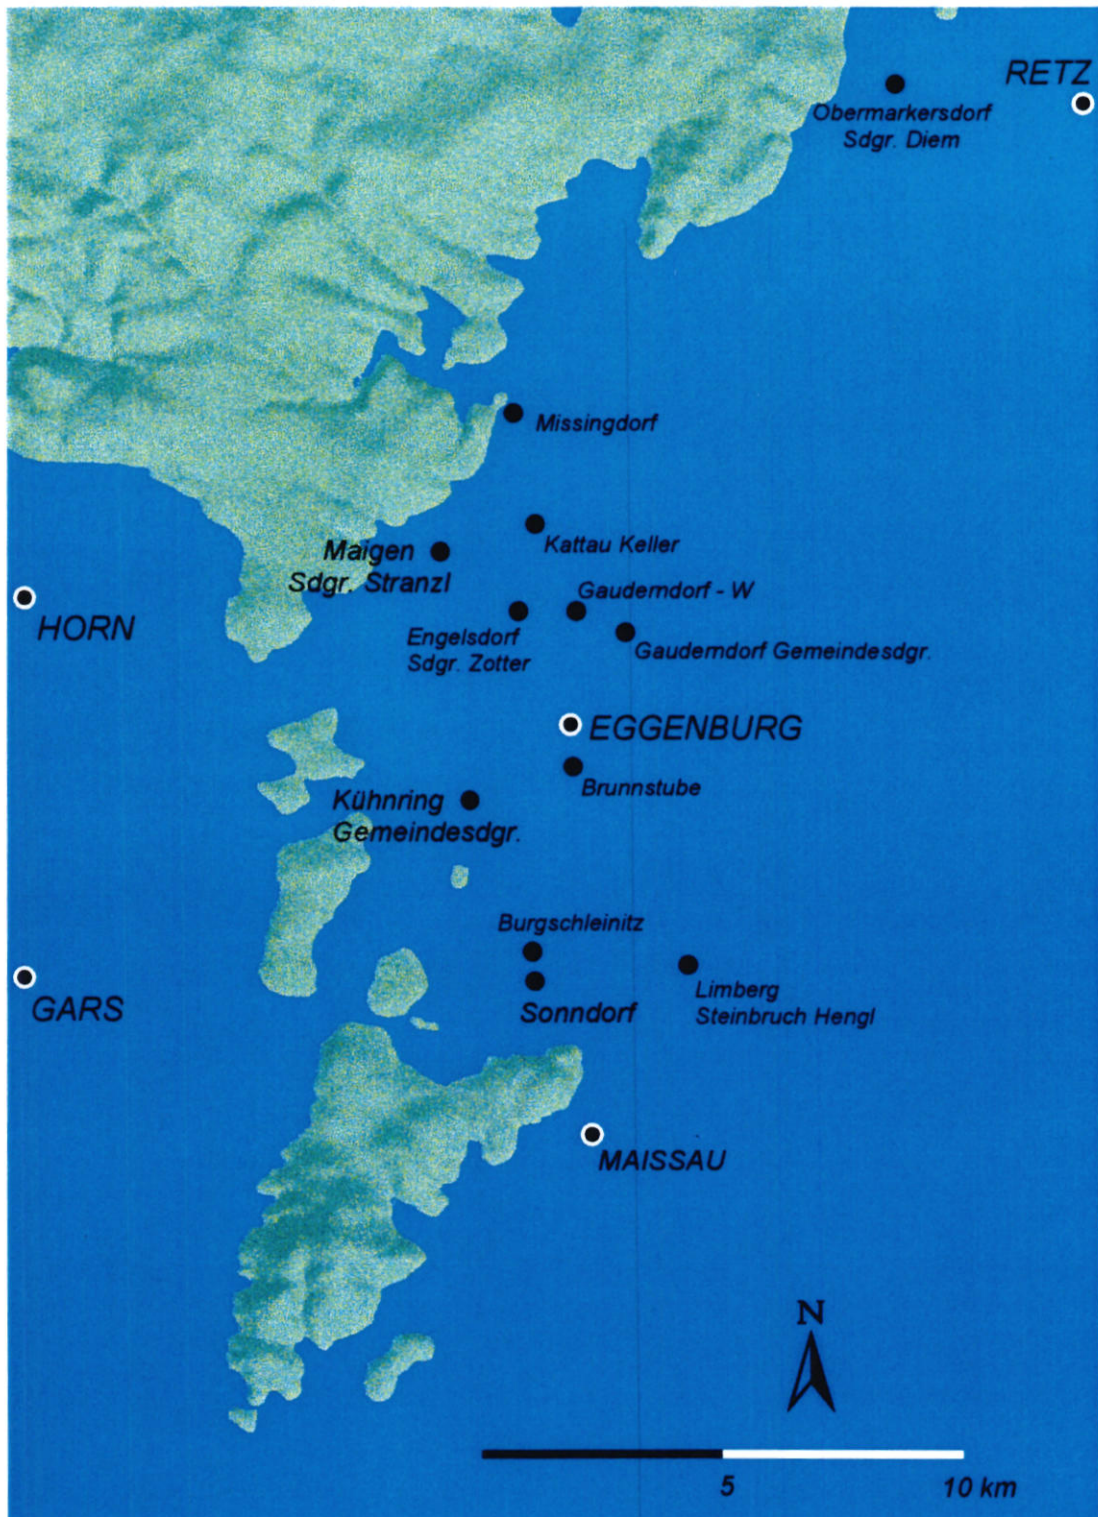 RETZ
Obermarkersdorf
Sdgr. Diem
Missingdorf
Kattau Keller
Maigen
Sdgr. Stranzl
Gauderndorf - W
HORN
Engelsdorf
Sdgr. Zotter
Gauderndorf Gemeindesdgr.
EGGENBURG
Brunnstube
Kühnring
Gemeindesdgr.
Burgschleinitz
Limberg
Steinbruch Hengl
GARS
Sonndorf
MAISSAU
N
5
10 km